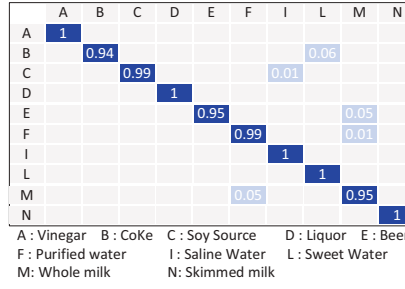 A B C D E F I L M N
A 1
B 0.94 0.06
C 0.99 0.01
D 1
E 0.95 0.05
F 0.99 0.01
I 1
L 1
M 0.05 0.95
N 1
A : Vinegar B : CoKe C : Soy Source D : Liquor E : Beer
F : Purified water I : Saline Water L : Sweet Water
M: Whole milk N: Skimmed milk